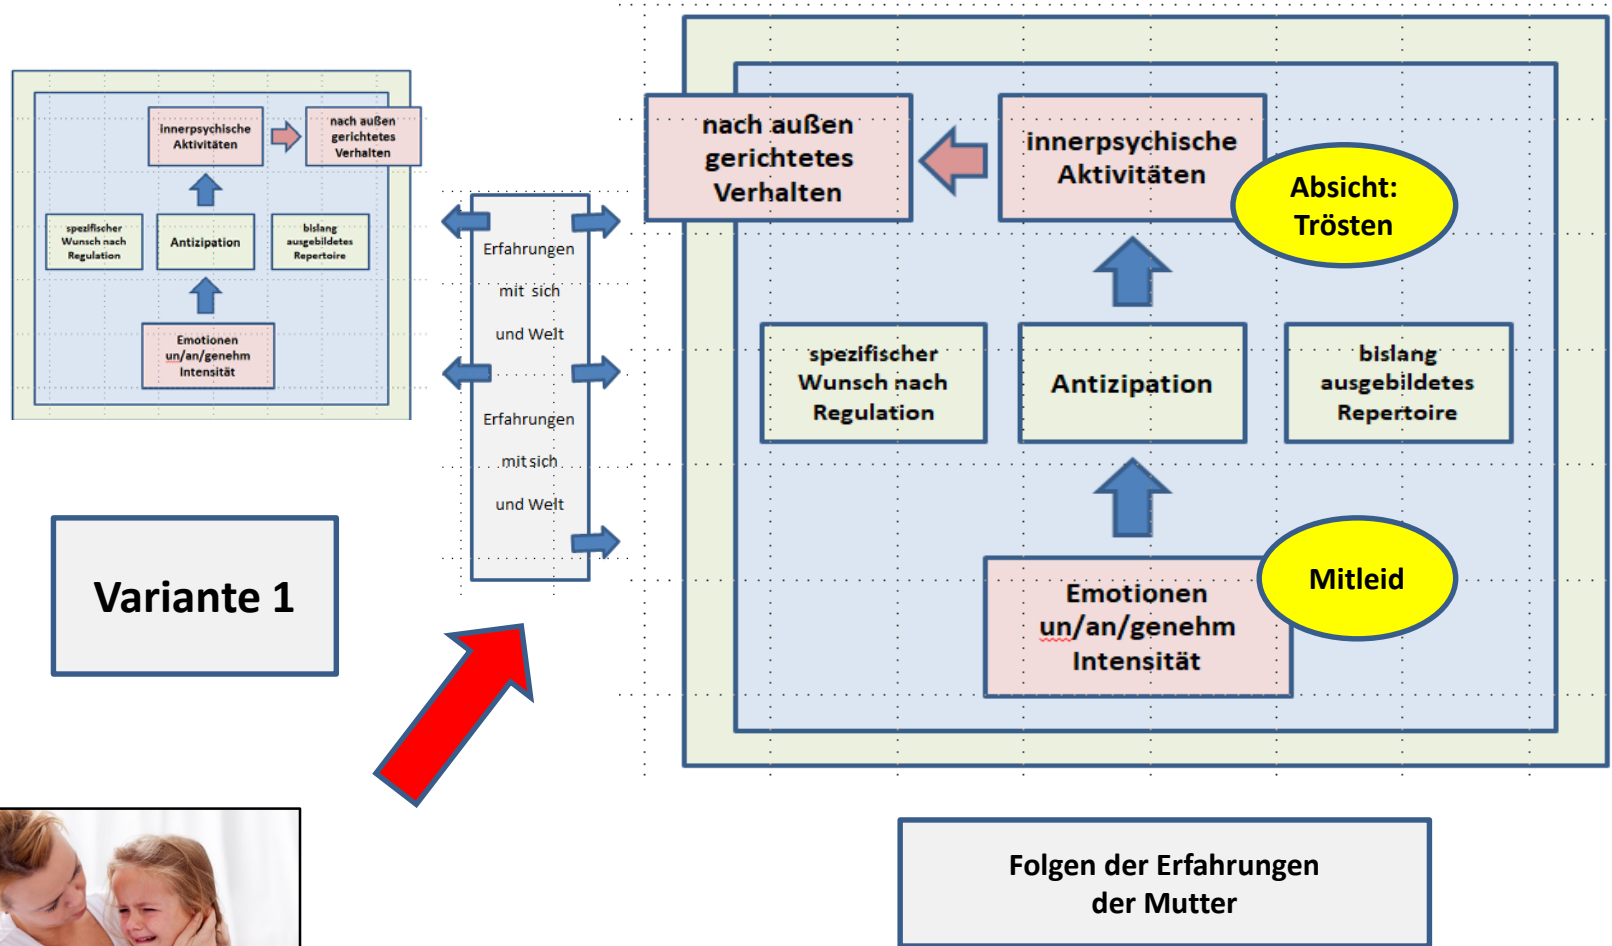 innerpsychische
Aktivitäten
nach außen
gerichtetes
Verhalten
spezifischer
Wunsch nach
Regulation
Antizipation
bislang
ausgebildetes
Repertoire
Emotionen
un/an/genehm
Intensität
Erfahrungen
mit sich
und Welt
Erfahrungen
mit sich
und Welt
nach außen
gerichtetes
Verhalten
innerpsychische
Aktivitäten
Absicht:
Trösten
spezifischer
Wunsch nach
Regulation
Antizipation
bislang
ausgebildetes
Repertoire
Emotionen
un/an/genehm
Intensität
Mitleid
Variante 1
Folgen der Erfahrungen
der Mutter